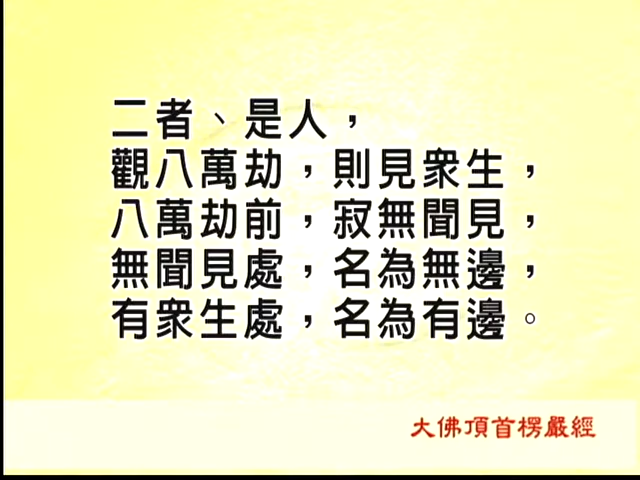 二者、是人，
觀八萬劫，則見眾生，
八萬劫前，寂無聞見，
無聞見處，名為無邊，
有眾生處，名為有邊。
大佛頂首楞嚴經